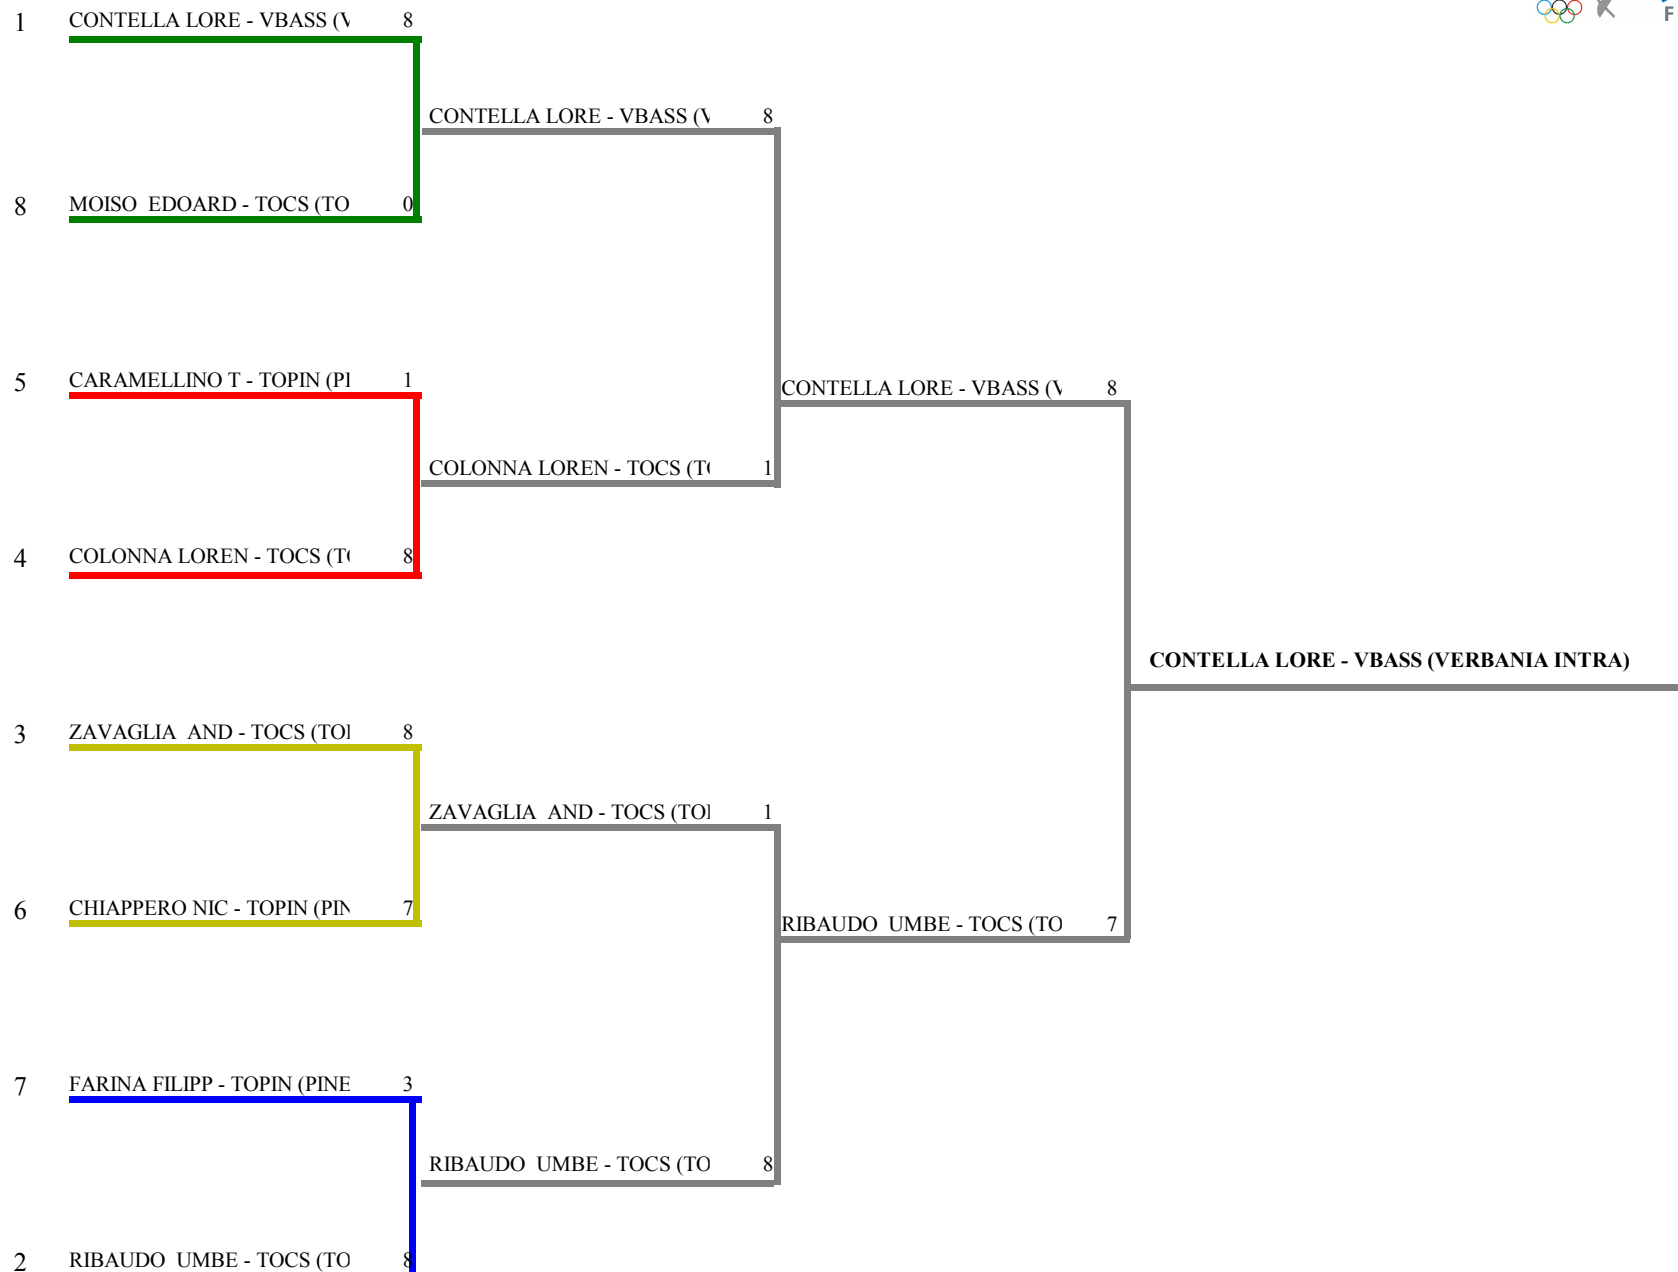 1 CONTELLA LORE - VBASS (V 8
F
CONTELLA LORE - VBASS (V 8
8 MOISO EDOARD - TOCS (TO 0
5 CARAMELLINO T - TOPIN (PI 1
CONTELLA LORE - VBASS (V 8
COLONNA LOREN - TOCS (TO 1
4 COLONNA LOREN - TOCS (TO 8
CONTELLA LORE - VBASS (VERBANIA INTRA)
3 ZAVAGLIA AND - TOCS (TOI 8
ZAVAGLIA AND - TOCS (TOI 1
6 CHIAPPERO NIC - TOPIN (PIN 7
RIBAUDO UMBE - TOCS (TO 7
7 FARINA FILIPP - TOPIN (PINE 3
RIBAUDO UMBE - TOCS (TO 8
2 RIBAUDO UMBE - TOCS (TO 8